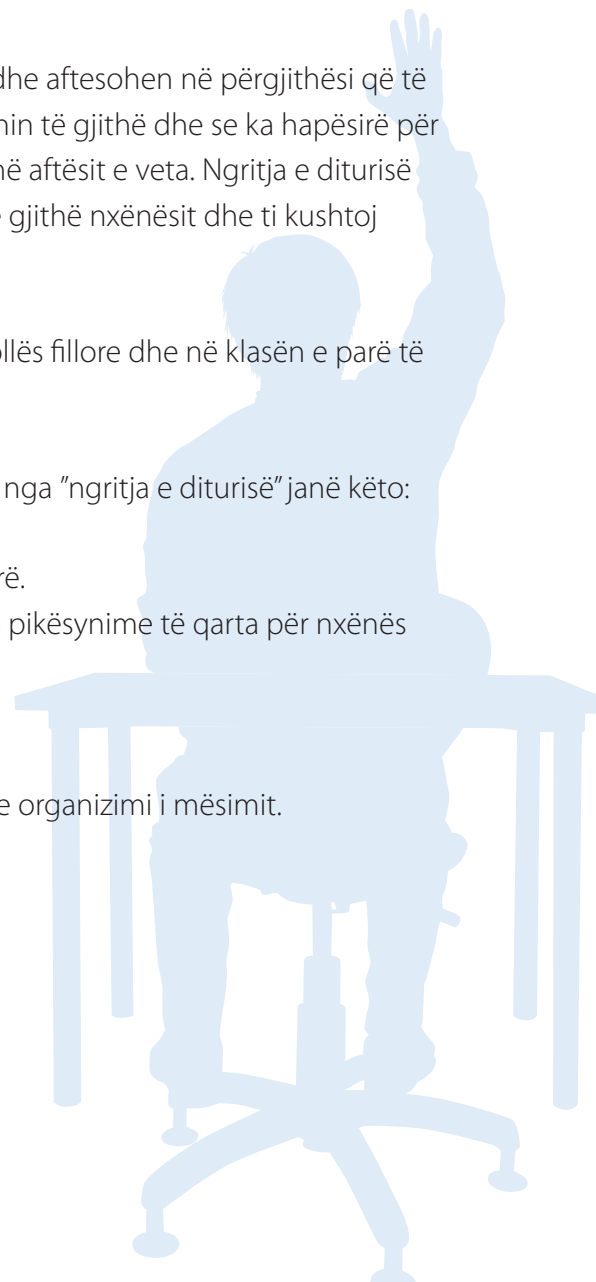 dhe aftesohen në përgjithësi që të
nin të gjithë dhe se ka hapësirë për
në aftësit e veta. Ngritja e diturisë
e gjithë nxënësit dhe ti kushtoj
ollës fillore dhe në klasën e parë të
nga ”ngritja e diturisë” janë këto:
rë.
pikësynime të qarta për nxënës
e organizimi i mësimit.